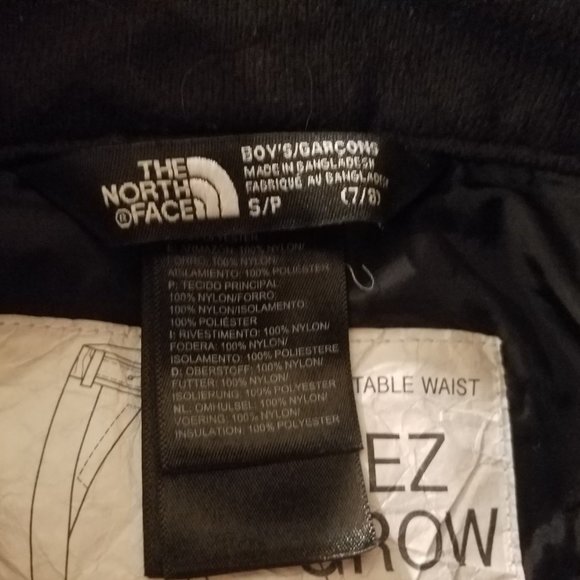 THE
NORTH
FACE
BOY'S/GARÇONS
MADE IN BANGLADESH
FABRIQUÉ AU BANGLADESH
S/P (7/8)
FORRO: 100% NYLON/
AISLAMIENTO: 100% POLIÉSTER
P: TECIDO PRINCIPAL
100% NYLON/FORRO:
100% NYLON/ISOLAMENTO:
100% POLIÉSTER
I: RIVESTIMENTO: 100% NYLON/
FODERA: 100% NYLON/
ISOLAMENTO: 100% POLIESTERE
D: OBERSTOFF: 100% NYLON/
FUTTER: 100% NYLON/
ISOLIERUNG: 100% POLYESTER
NL: OMHULSEL: 100% NYLON/
VOERING: 100% NYLON/
INSULATION: 100% POLYESTER
TABLE WAIST
EZ
ROW